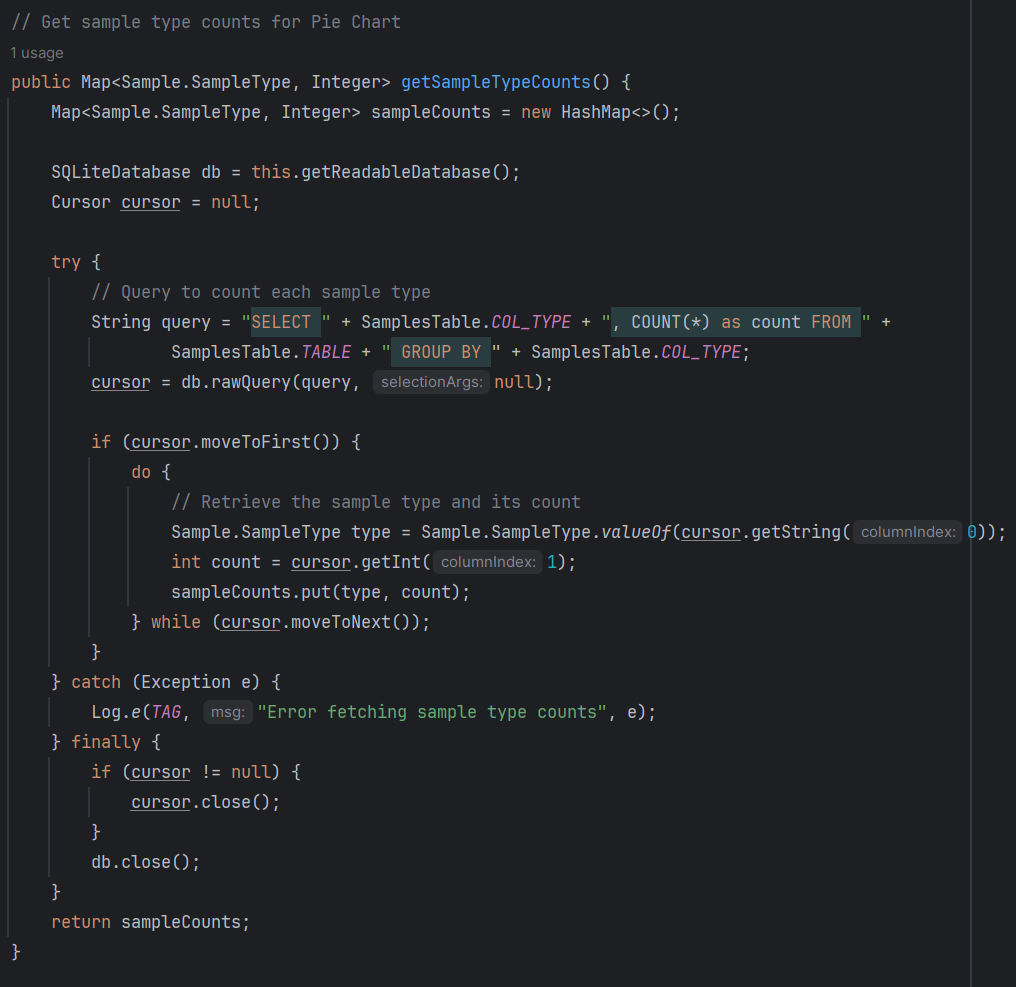 // Get sample type counts for Pie Chart
1 usage
public Map<Sample.SampleType, Integer> getSampleTypeCounts() {
    Map<Sample.SampleType, Integer> sampleCounts = new HashMap<>();

    SQLiteDatabase db = this.getReadableDatabase();
    Cursor cursor = null;

    try {
        // Query to count each sample type
        String query = "SELECT " + SamplesTable.COL_TYPE + ", COUNT(*) as count FROM " +
                SamplesTable.TABLE + " GROUP BY " + SamplesTable.COL_TYPE;
        cursor = db.rawQuery(query, selectionArgs: null);

        if (cursor.moveToFirst()) {
            do {
                // Retrieve the sample type and its count
                Sample.SampleType type = Sample.SampleType.valueOf(cursor.getString( columnIndex: 0));
                int count = cursor.getInt( columnIndex: 1);
                sampleCounts.put(type, count);
            } while (cursor.moveToNext());
        }
    } catch (Exception e) {
        Log.e(TAG, msg: "Error fetching sample type counts", e);
    } finally {
        if (cursor != null) {
            cursor.close();
        }
        db.close();
    }
    return sampleCounts;
}